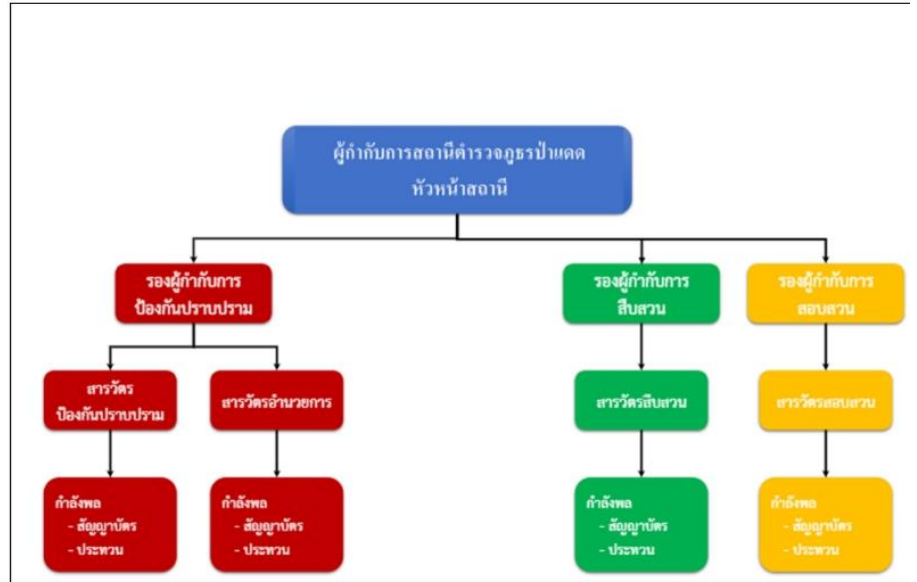 ผู้กำกับการสถานีตำรวจภูธรป่าแดด
หัวหน้าสถานี
รองผู้กำกับการ
ป้องกันปราบปราม
รองผู้กำกับการ
สืบสวน
รองผู้กำกับการ
สอบสวน
สารวัตร
ป้องกันปราบปราม
สารวัตรอำนวยการ
สารวัตรสืบสวน
สารวัตรสอบสวน
กำลังพล
- สัญญาบัตร
- ประทวน
กำลังพล
- สัญญาบัตร
- ประทวน
กำลังพล
- สัญญาบัตร
- ประทวน
กำลังพล
- สัญญาบัตร
- ประทวน